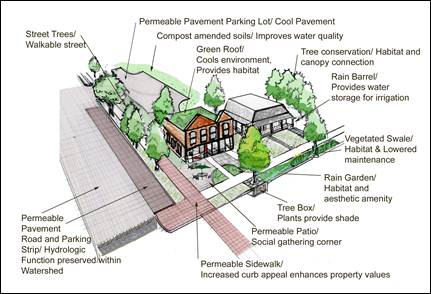 Permeable Pavement Parking Lot/ Cool Pavement
Street Trees/
Walkable street
Compost amended soils/ Improves water quality
Green Roof/
Cools environment,
Provides habitat
Tree conservation/ Habitat and
canopy connection
Rain Barrel/
Provides water
storage for irrigation
Vegetated Swale/
Habitat & Lowered
maintenance
Rain Garden/
Habitat and
aesthetic amenity
Tree Box/
Plants provide shade
Permeable Patio/
Social gathering corner
Permeable
Pavement
Road and Parking
Strip/ Hydrologic
Function preserved within
Watershed
Permeable Sidewalk/
Increased curb appeal enhances property values